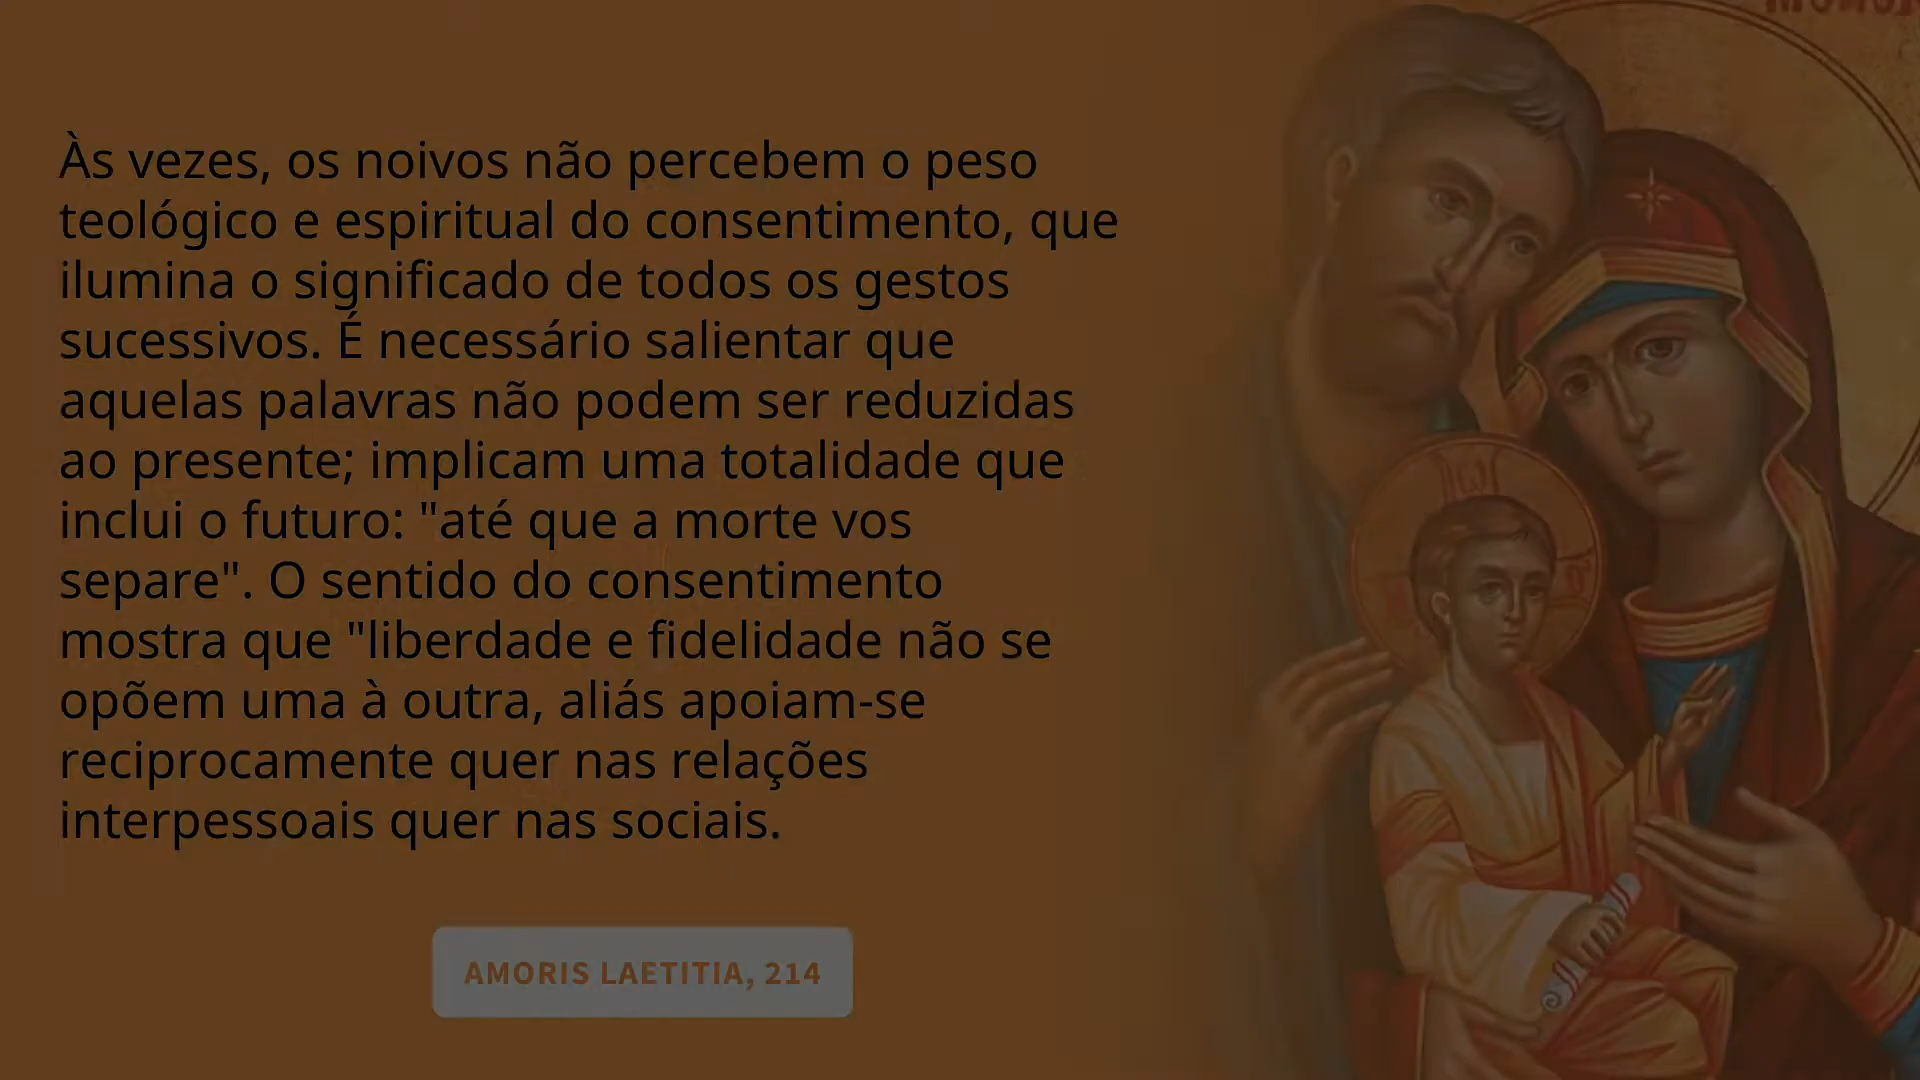 Às vezes, os noivos não percebem o peso
teológico e espiritual do consentimento, que
ilumina o significado de todos os gestos
sucessivos. É necessário salientar que
aquelas palavras não podem ser reduzidas
ao presente; implicam uma totalidade que
inclui o futuro: "até que a morte vos
separe". O sentido do consentimento
mostra que "liberdade e fidelidade não se
opõem uma à outra, aliás apoiam-se
reciprocamente quer nas relações
interpessoais quer nas sociais.
AMORIS LAETITIA, 214